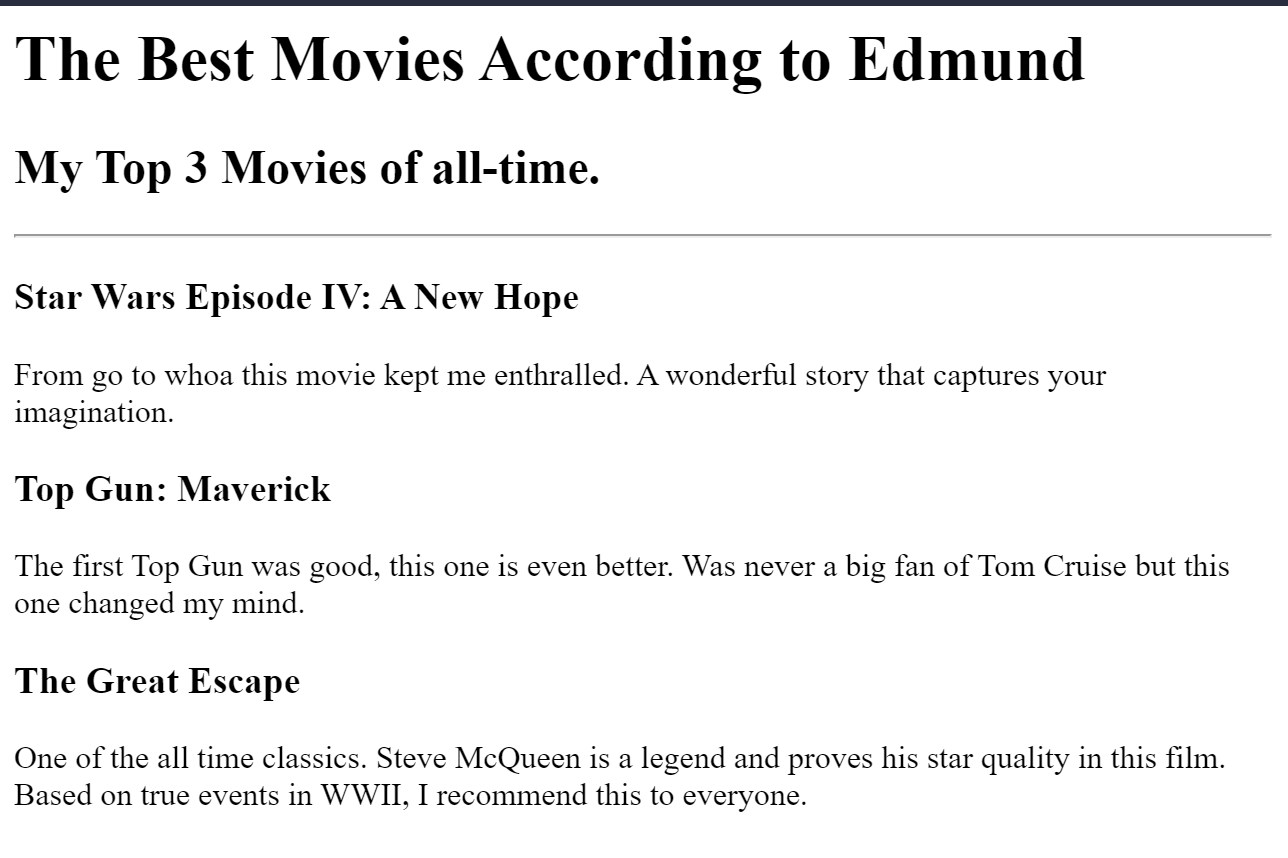 The Best Movies According to Edmund
My Top 3 Movies of all-time.
Star Wars Episode IV: A New Hope
From go to whoa this movie kept me enthralled. A wonderful story that captures your
imagination.
Top Gun: Maverick
The first Top Gun was good, this one is even better. Was never a big fan of Tom Cruise but this
one changed my mind.
The Great Escape
One of the all time classics. Steve McQueen is a legend and proves his star quality in this film.
Based on true events in WWII, I recommend this to everyone.